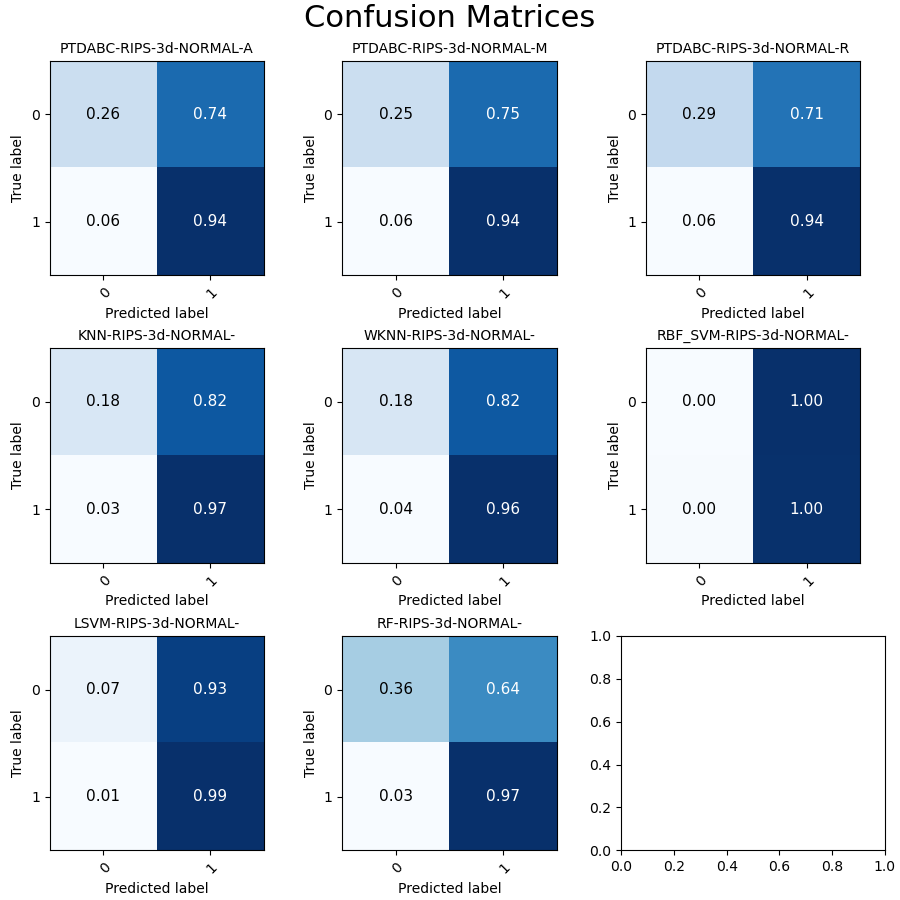 Confusion Matrices
PTDABC-RIPS-3d-NORMAL-A
0
0.26
0.74
True label
1
0.06
0.94
0
1
Predicted label
PTDABC-RIPS-3d-NORMAL-M
0
0.25
0.75
True label
1
0.06
0.94
0
1
Predicted label
PTDABC-RIPS-3d-NORMAL-R
0
0.29
0.71
True label
1
0.06
0.94
0
1
Predicted label
KNN-RIPS-3d-NORMAL-
0
0.18
0.82
True label
1
0.03
0.97
0
1
Predicted label
WKNN-RIPS-3d-NORMAL-
0
0.18
0.82
True label
1
0.04
0.96
0
1
Predicted label
RBF_SVM-RIPS-3d-NORMAL-
0
0.00
1.00
True label
1
0.00
1.00
0
1
Predicted label
LSVM-RIPS-3d-NORMAL-
0
0.07
0.93
True label
1
0.01
0.99
0
1
Predicted label
RF-RIPS-3d-NORMAL-
0
0.36
0.64
True label
1
0.03
0.97
0
1
Predicted label
1.0
0.8
0.6
0.4
0.2
0.0
0.0 0.2 0.4 0.6 0.8 1.0